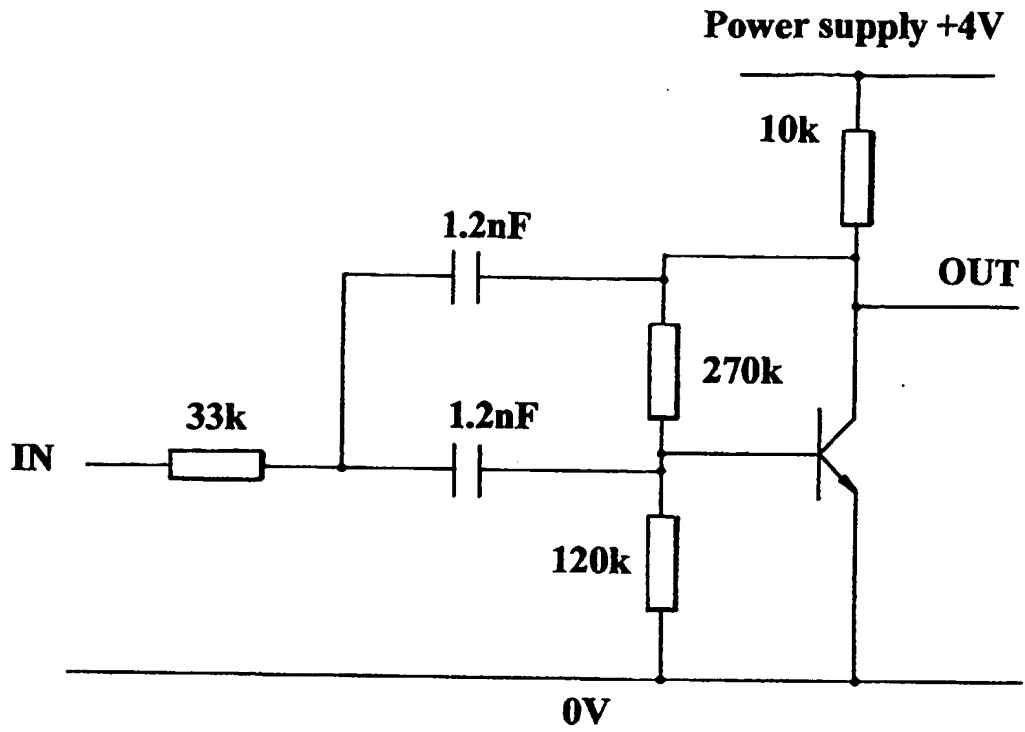 Power supply +4V
10k
1.2nF
OUT
270k
1.2nF
33k
IN
120k
0V